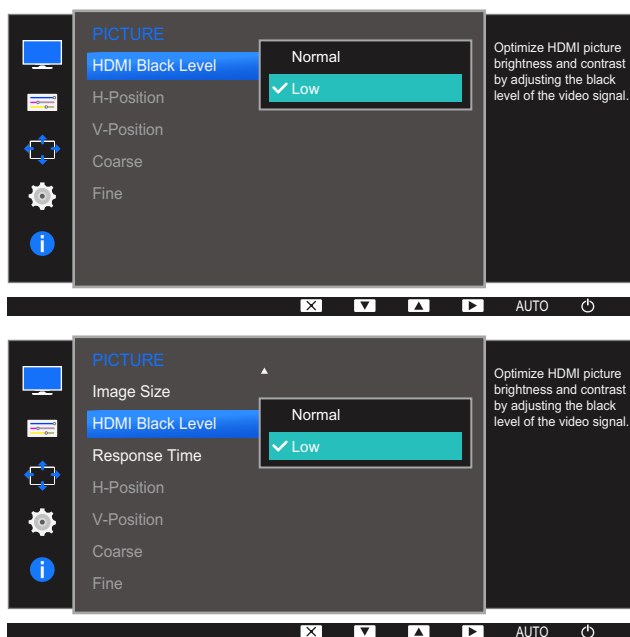 PICTURE
HDMI Black Level
H-Position
V-Position
Coarse
Fine
Normal
Low
Optimize HDMI picture
brightness and contrast
by adjusting the black
level of the video signal.
AUTO
PICTURE
Image Size
HDMI Black Level
Response Time
H-Position
V-Position
Coarse
Fine
Normal
Low
Optimize HDMI picture
brightness and contrast
by adjusting the black
level of the video signal.
AUTO